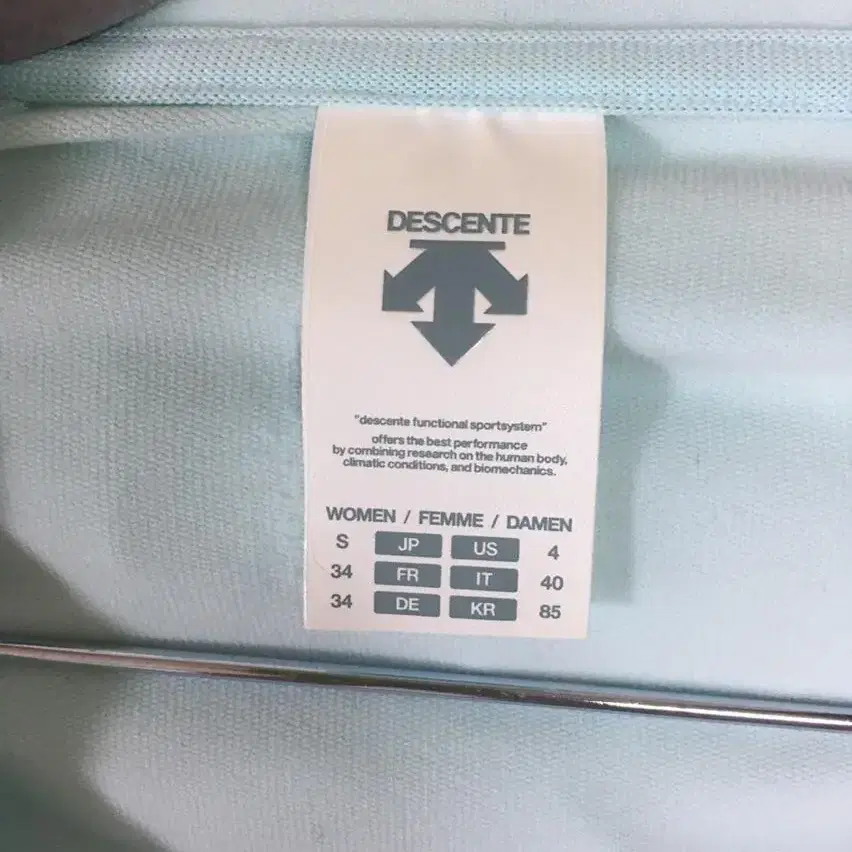 DESCENTE
"descente functional sportsystem"
offers the best performance
by combining research on the human body,
climatic conditions, and biomechanics.
WOMEN / FEMME / DAMEN
S JP US 4
34 FR IT 40
34 DE KR 85